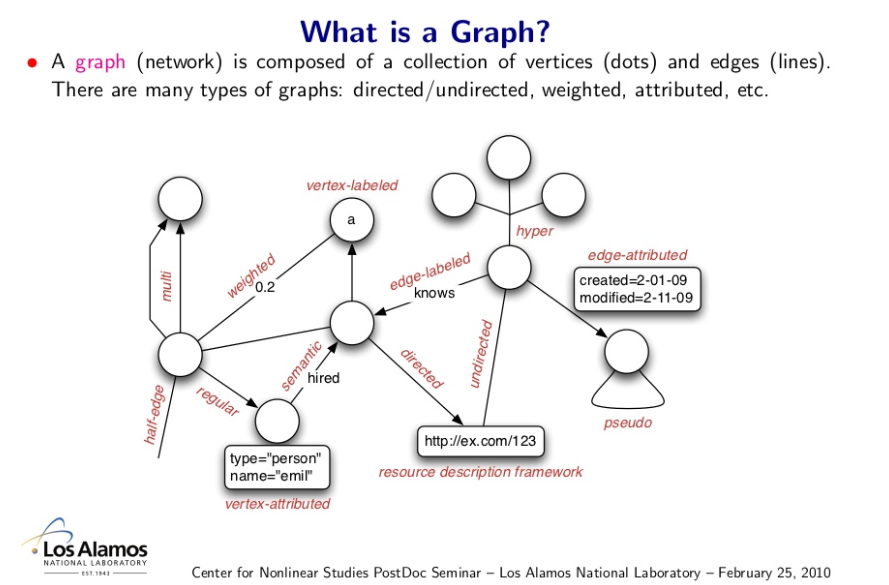 What is a Graph?
• A graph (network) is composed of a collection of vertices (dots) and edges (lines).
There are many types of graphs: directed/undirected, weighted, attributed, etc.
vertex-labeled
a
hyper
multi
weighted
0.2
edge-labeled
knows
edge-attributed
created=2-01-09
modified=2-11-09
semantic
hired
directed
undirected
half-edge
regular
pseudo
http://ex.com/123
resource description framework
type="person"
name="emil"
vertex-attributed
Los Alamos
NATIONAL LABORATORY
EST. 1943
Center for Nonlinear Studies PostDoc Seminar – Los Alamos National Laboratory – February 25, 2010